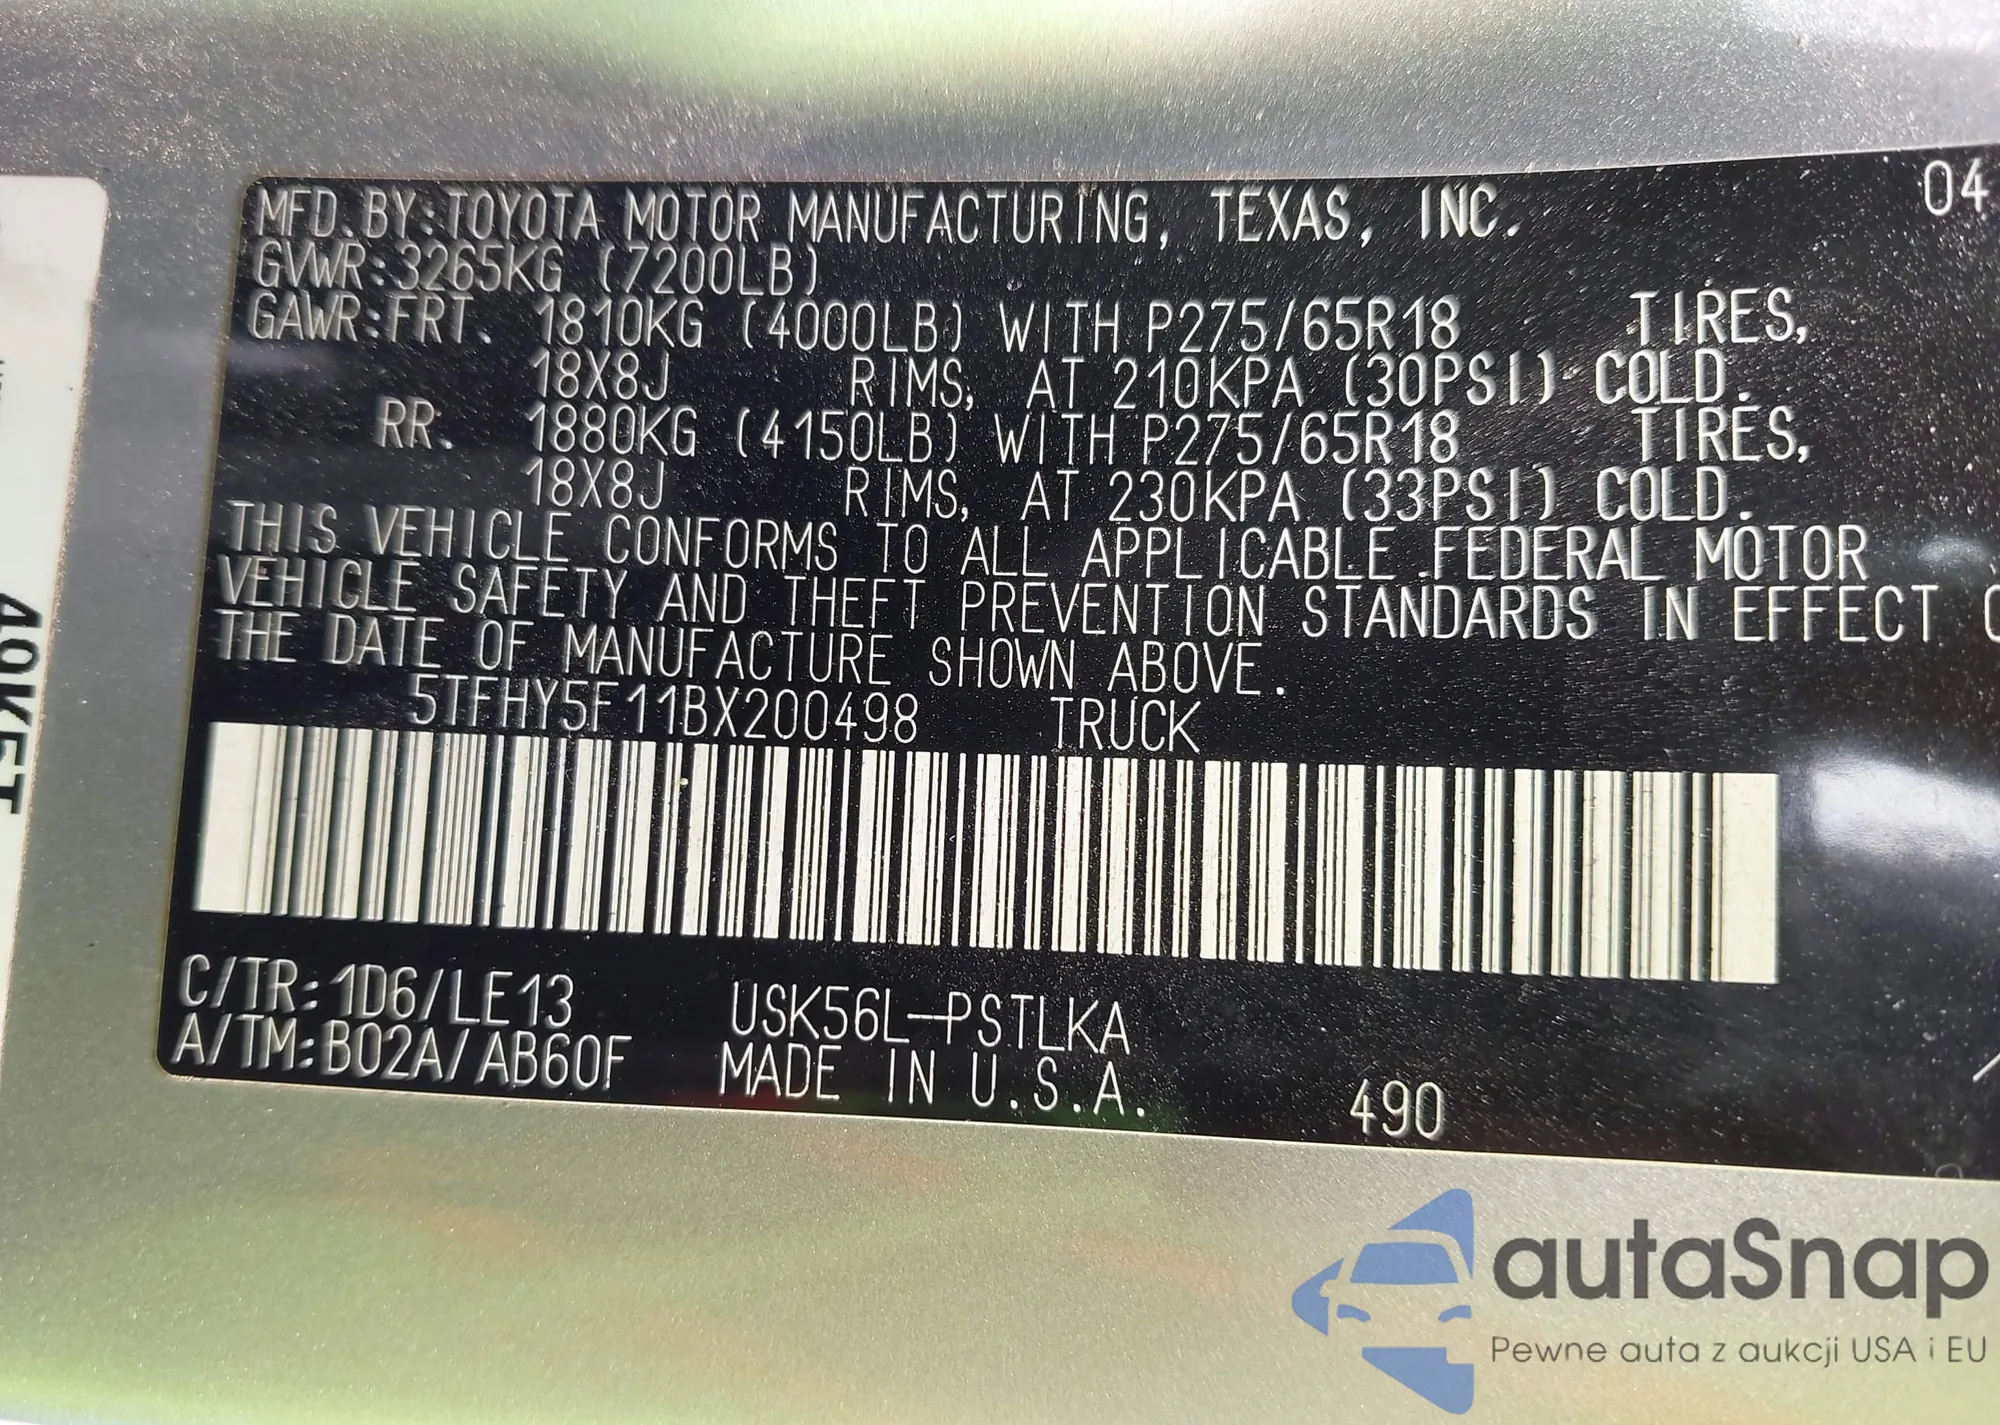 MFD.BY:TOYOTA MOTOR MANUFACTURING, TEXAS, INC. 04
GVWR:3265KG (7200LB)
GAWR:FRT. 1810KG (4000LB) WITH P275/65R18 TIRES,
18X8J RIMS, AT 210KPA (30PSI) COLD.
RR. 1880KG (4150LB) WITH P275/65R18 TIRES,
18X8J RIMS, AT 230KPA (33PSI) COLD.
THIS VEHICLE CONFORMS TO ALL APPLICABLE FEDERAL MOTOR
VEHICLE SAFETY AND THEFT PREVENTION STANDARDS IN EFFECT
THE DATE OF MANUFACTURE SHOWN ABOVE.
5TFHY5F11BX200498 TRUCK
C/TR:1D6/LE13 USK56L-PSTLKA
A/TM:B02A/AB60F MADE IN U.S.A. 490
autaSnap
Pewne auta z aukcji USA i EU